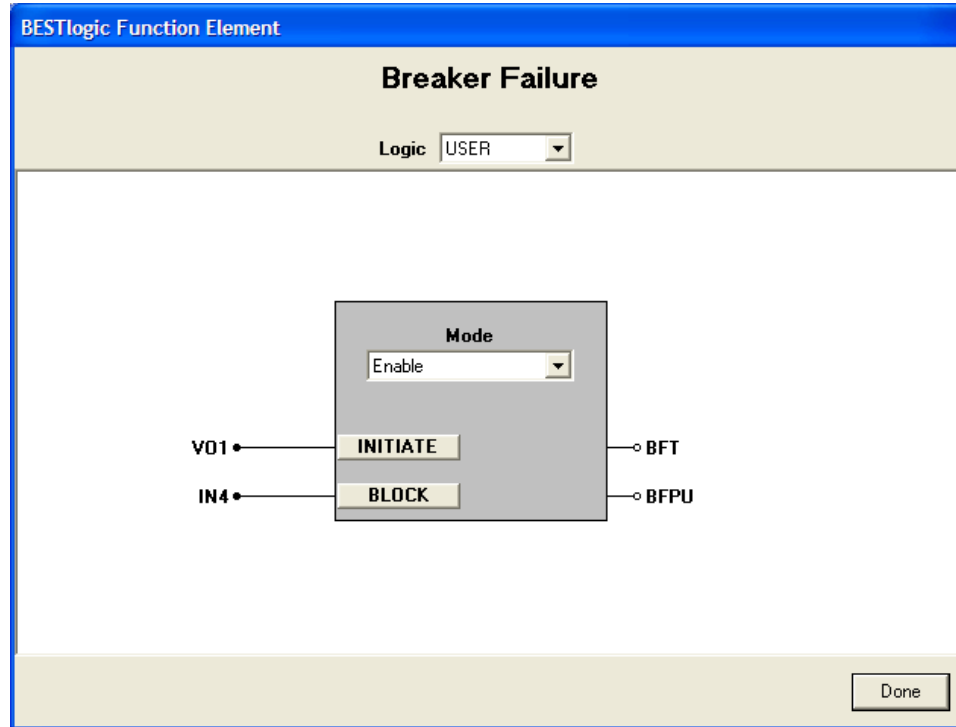 BESTlogic Function Element
Breaker Failure
Logic USER
Mode
Enable
VO1 INITIATE BFT
IN4 BLOCK BFPU
Done